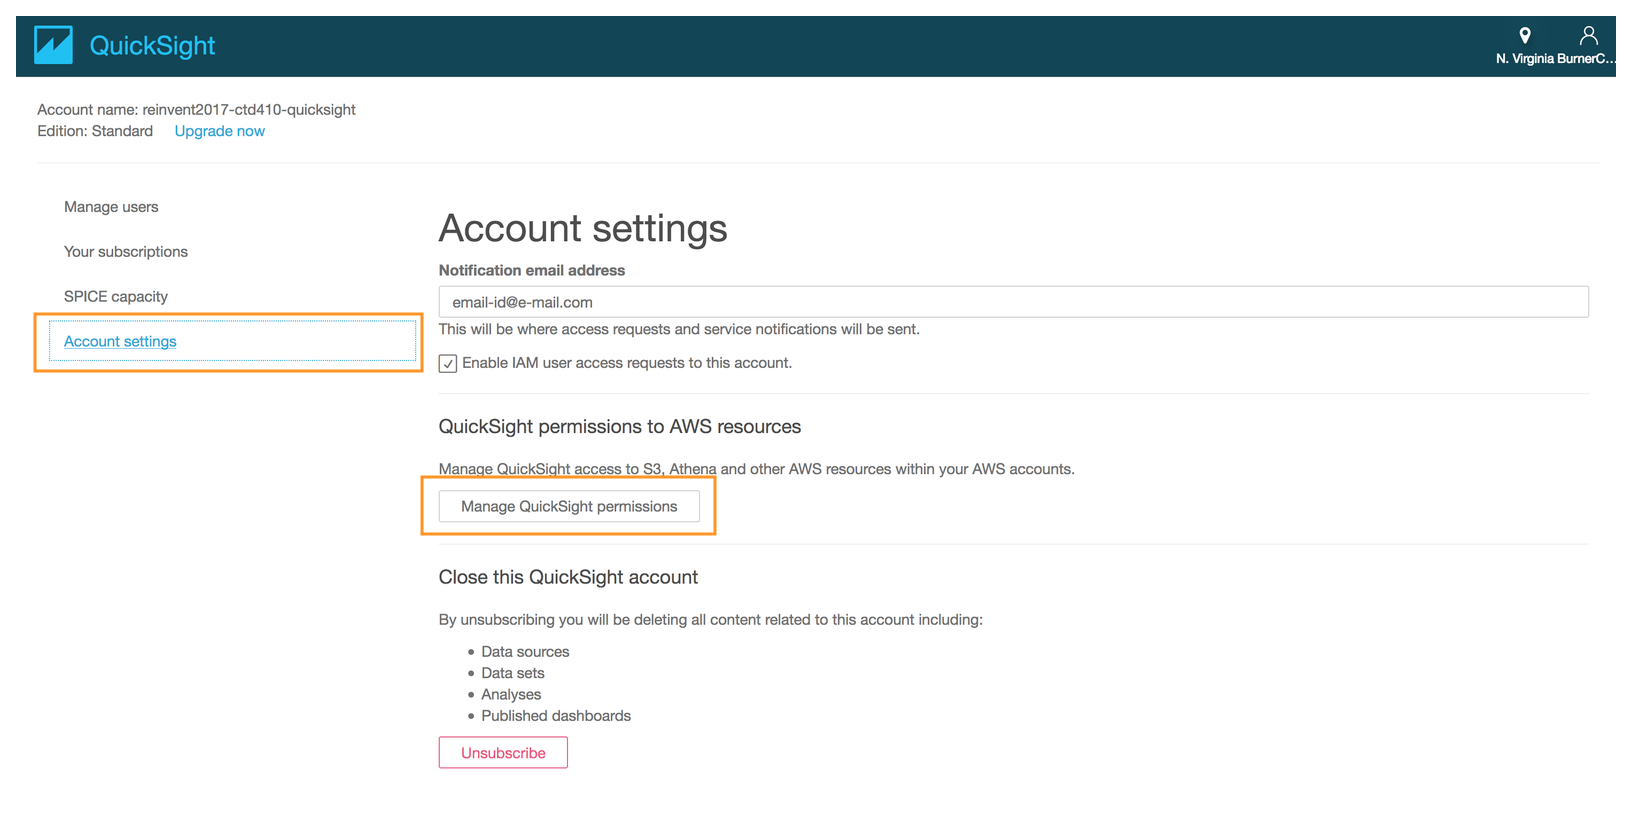 QuickSight
N. Virginia BurnerC...
Account name: reinvent2017-ctd410-quicksight
Edition: Standard Upgrade now
Manage users
Your subscriptions
SPICE capacity
Account settings
Account settings
Notification email address
email-id@e-mail.com
This will be where access requests and service notifications will be sent.
Enable IAM user access requests to this account.
QuickSight permissions to AWS resources
Manage QuickSight access to S3, Athena and other AWS resources within your AWS accounts.
Manage QuickSight permissions
Close this QuickSight account
By unsubscribing you will be deleting all content related to this account including:
• Data sources
• Data sets
• Analyses
• Published dashboards
Unsubscribe